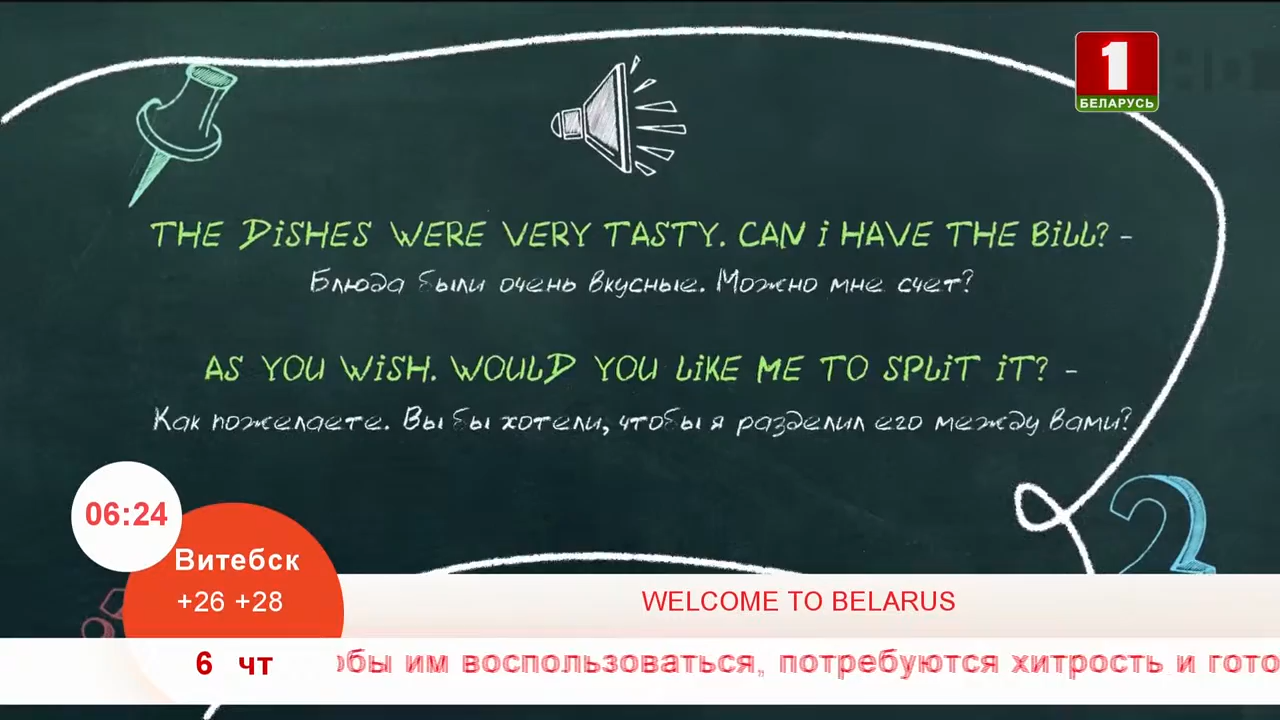 1
БЕЛАРУСЬ
THE DiSHES WERE VERY TASTY. CAN i HAVE THE BiLL? -
Блюда были очень вкусные. Можно мне счет?
AS YOU WiSH. WOULD YOU LiKE ME TO SPLiT iT? -
Как пожелаете. Вы бы хотели, чтобы я разделил его между вами?
2
06:24
Витебск
+26 +28
WELCOME TO BELARUS
6 чт
им воспользоваться, потребуются хитрость и